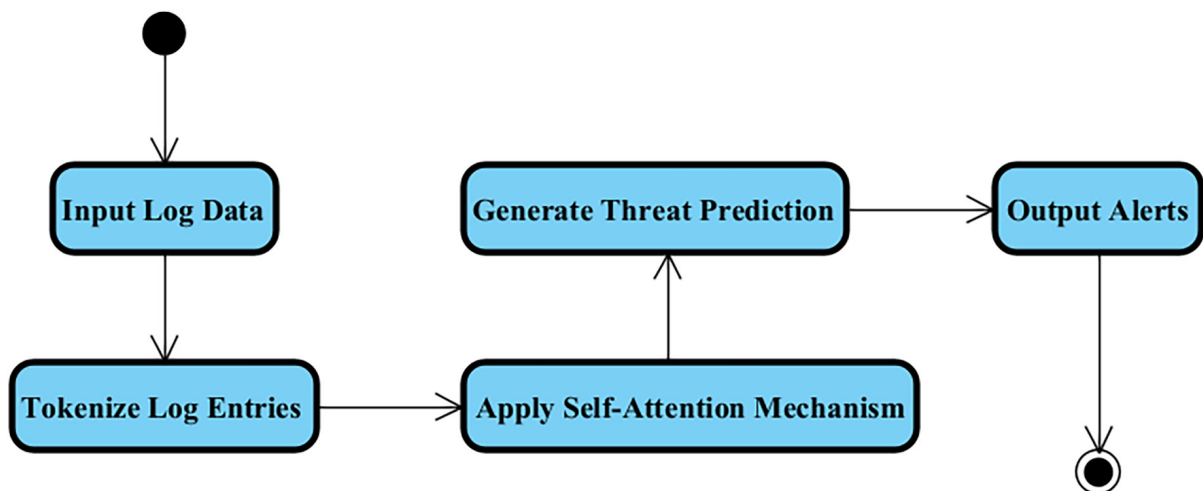 Input Log Data
Tokenize Log Entries
Apply Self-Attention Mechanism
Generate Threat Prediction
Output Alerts